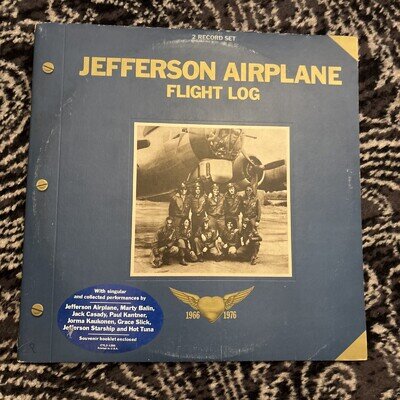 2 RECORD SET
JEFFERSON AIRPLANE
FLIGHT LOG
1966 1976
With singular
and collected performances by
Jefferson Airplane, Marty Balin,
Jack Casady, Paul Kantner,
Jorma Kaukonen, Grace Slick,
Jefferson Starship and Hot Tuna
Souvenir booklet enclosed